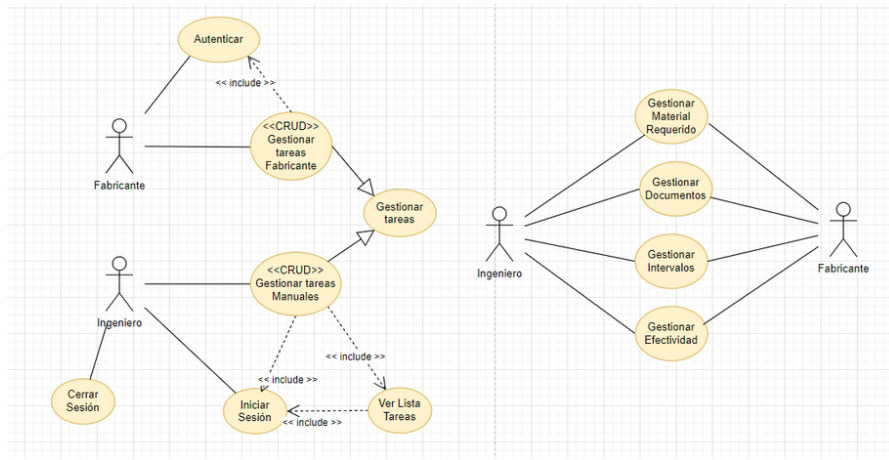 Autenticar
<< include >>
<<CRUD>>
Gestionar
tareas
Fabricante
Fabricante
Gestionar
tareas
<<CRUD>>
Gestionar tareas
Manuales
Ingeniero
<< include >>
<< include >>
Cerrar
Sesión
Iniciar
Sesión
<< include >>
Ver Lista
Tareas
Gestionar
Material
Requerido
Gestionar
Documentos
Ingeniero
Fabricante
Gestionar
Intervalos
Gestionar
Efectividad